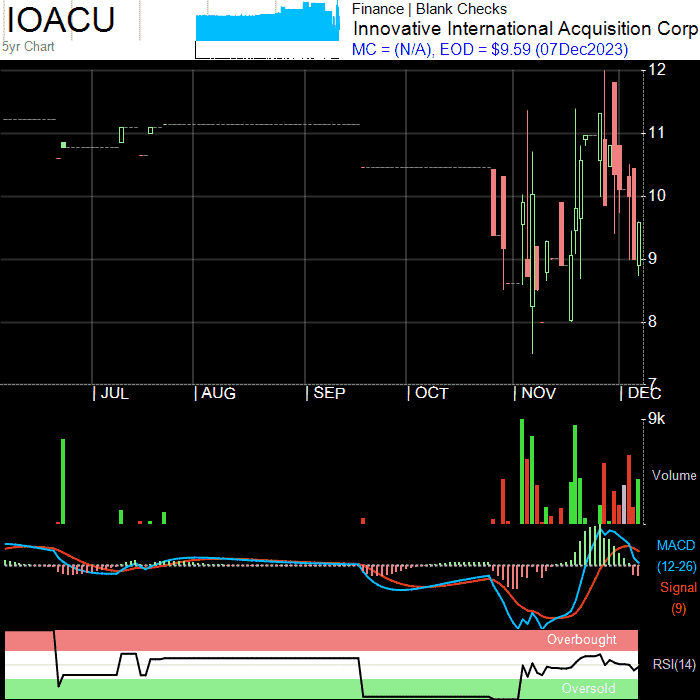 IOACU
5yr Chart
Finance | Blank Checks
Innovative International Acquisition Corp
MC = (N/A), EOD = $9.59 (07Dec2023)
12
11
10
9
8
7
| JUL | AUG | SEP | OCT | NOV | DEC
9k
Volume
MACD
(12-26)
Signal
(9)
Overbought
RSI(14)
Oversold